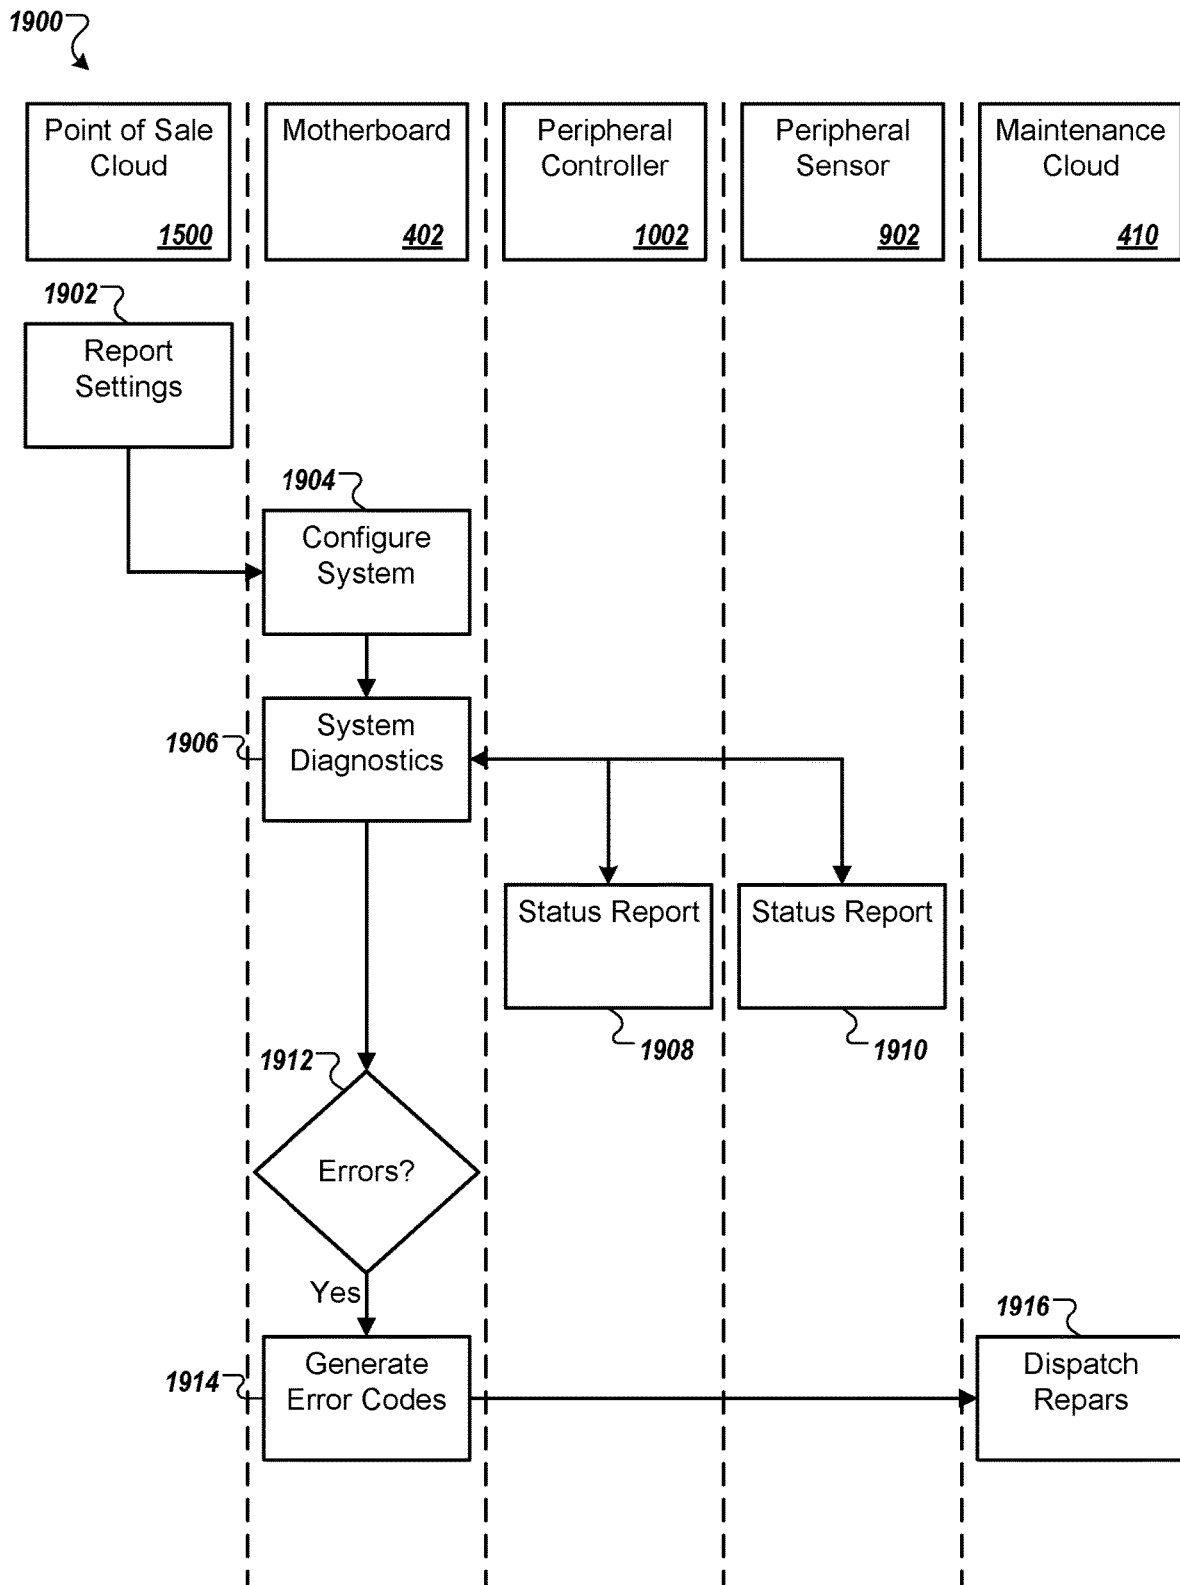 1900
Point of Sale
Cloud
1500
Motherboard
402
Peripheral
Controller
1002
Peripheral
Sensor
902
Maintenance
Cloud
410
1902
Report
Settings
1904
Configure
System
1906
System
Diagnostics
Status Report
1908
Status Report
1910
1912
Errors?
Yes
1914
Generate
Error Codes
1916
Dispatch
Repars